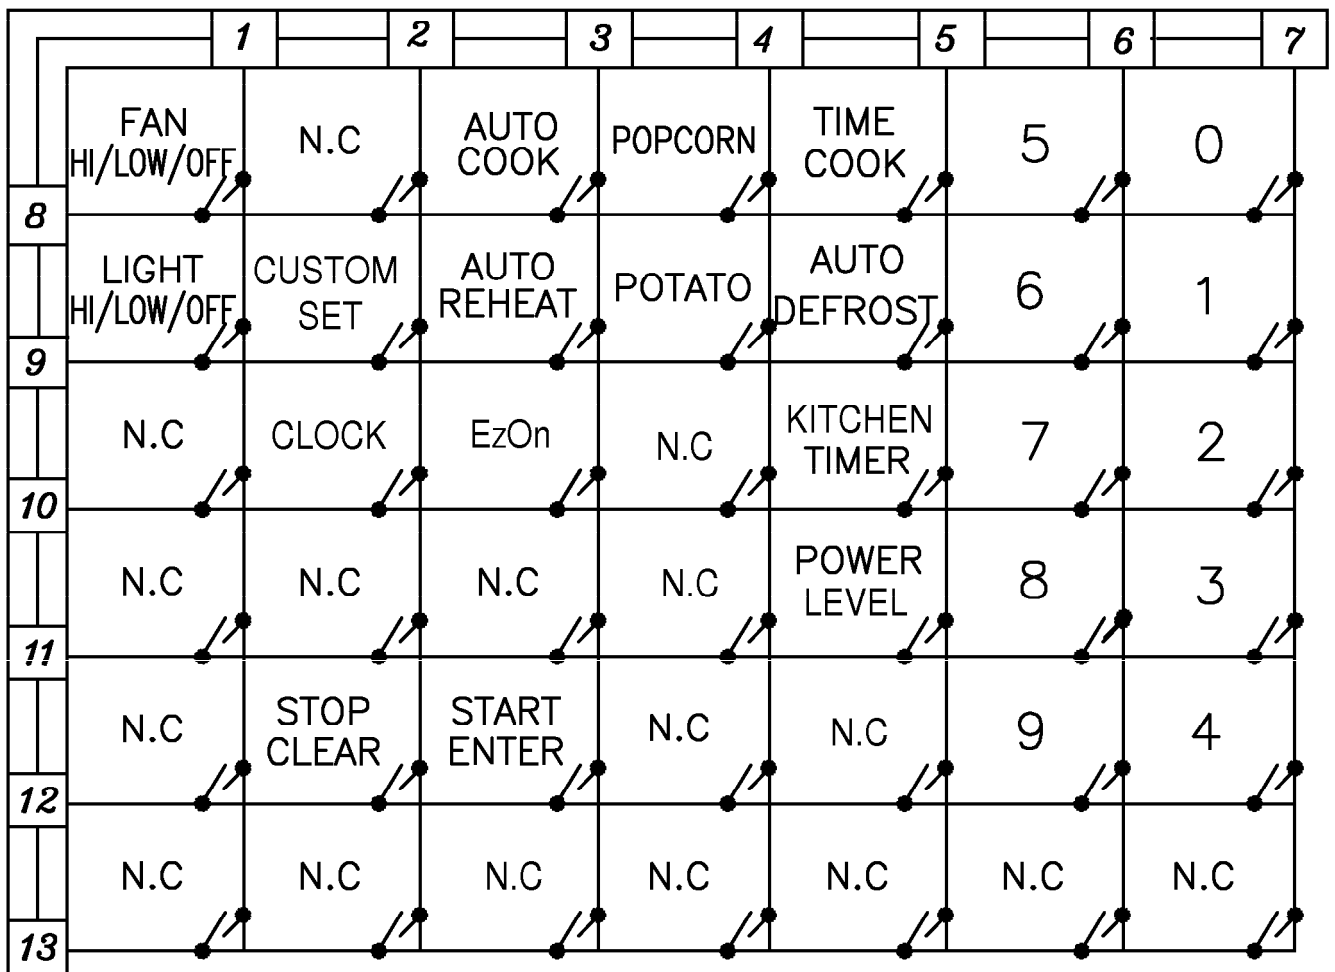 1 2 3 4 5 6 7
FAN
HI/LOW/OFF
N.C
AUTO
COOK
POPCORN
TIME
COOK
5
0
8
LIGHT
HI/LOW/OFF
CUSTOM
SET
AUTO
REHEAT
POTATO
AUTO
DEFROST
6
1
9
N.C
CLOCK
EzOn
N.C
KITCHEN
TIMER
7
2
10
N.C
N.C
N.C
N.C
POWER
LEVEL
8
3
11
N.C
STOP
CLEAR
START
ENTER
N.C
N.C
9
4
12
N.C
N.C
N.C
N.C
N.C
N.C
N.C
13